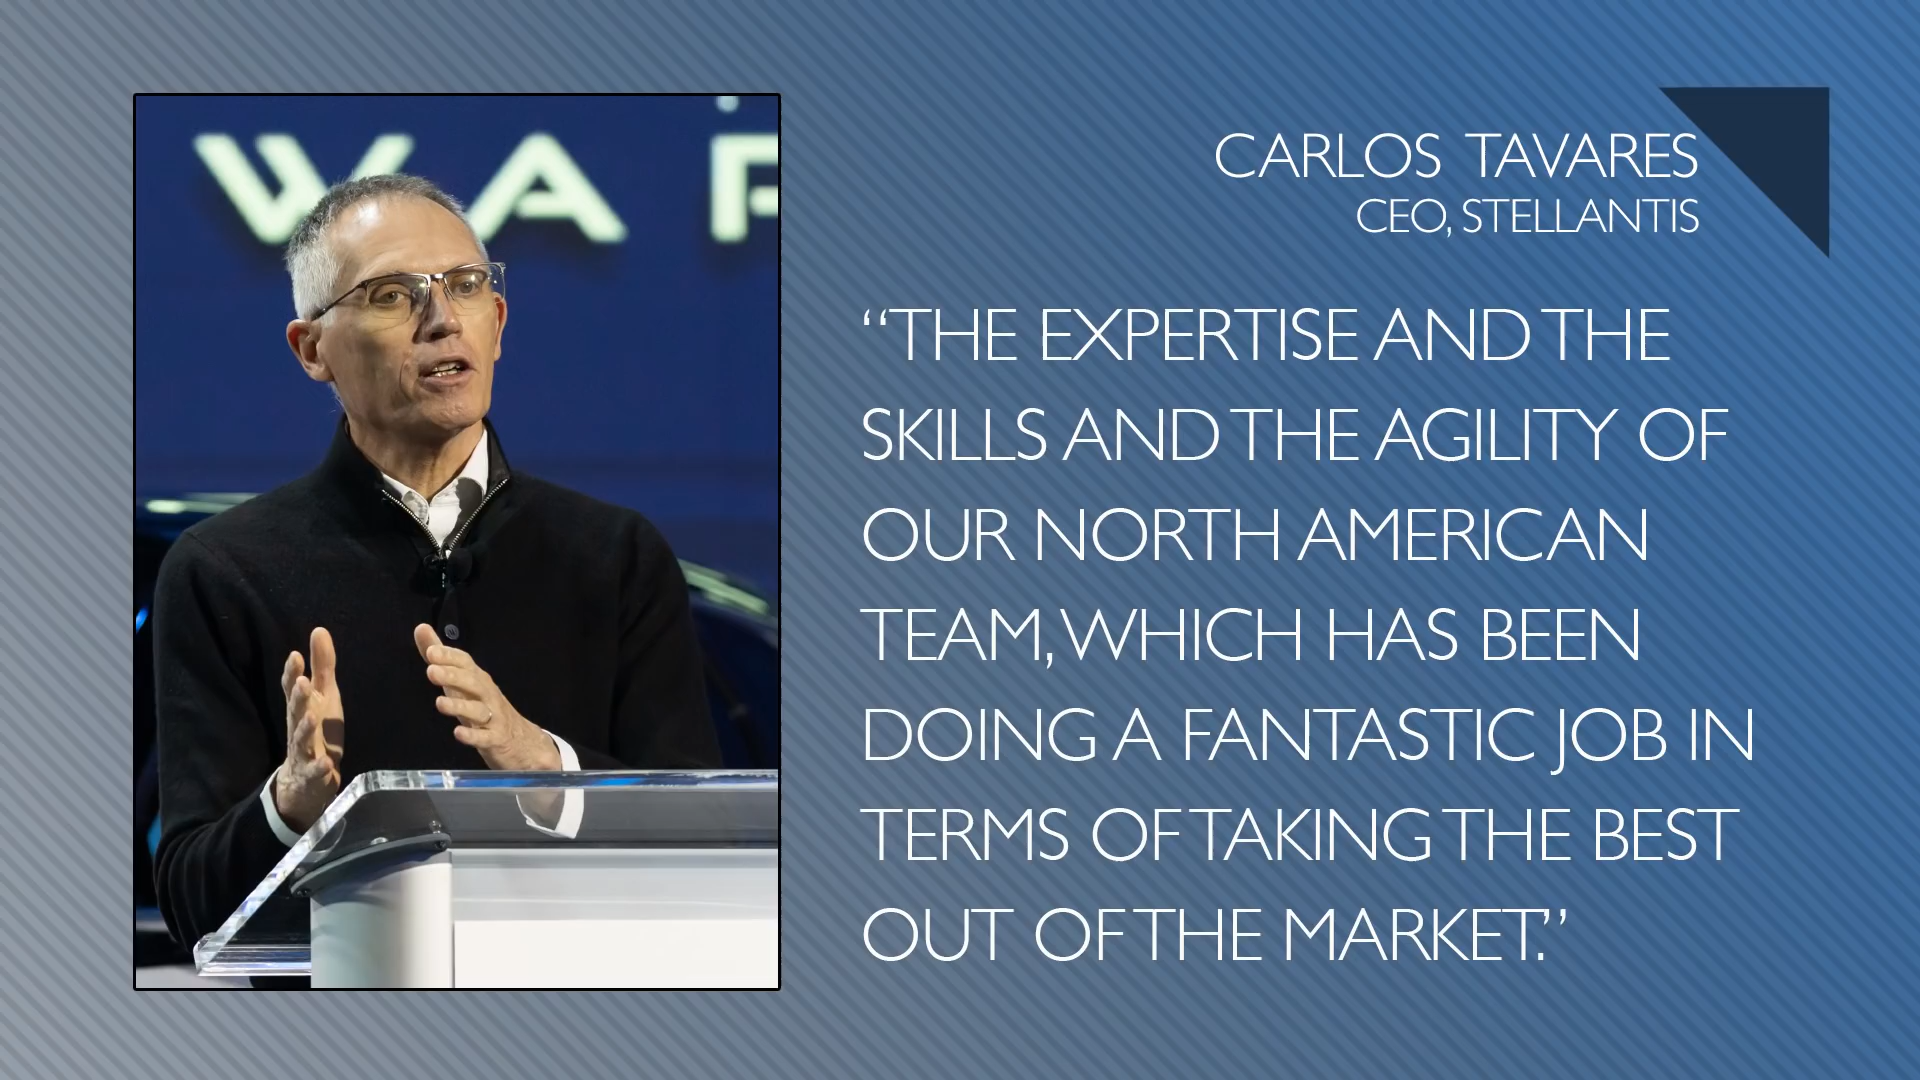 WAR
CARLOS TAVARES
CEO, STELLANTIS
“THE EXPERTISE AND THE
SKILLS AND THE AGILITY OF
OUR NORTH AMERICAN
TEAM, WHICH HAS BEEN
DOING A FANTASTIC JOB IN
TERMS OF TAKING THE BEST
OUT OF THE MARKET.”